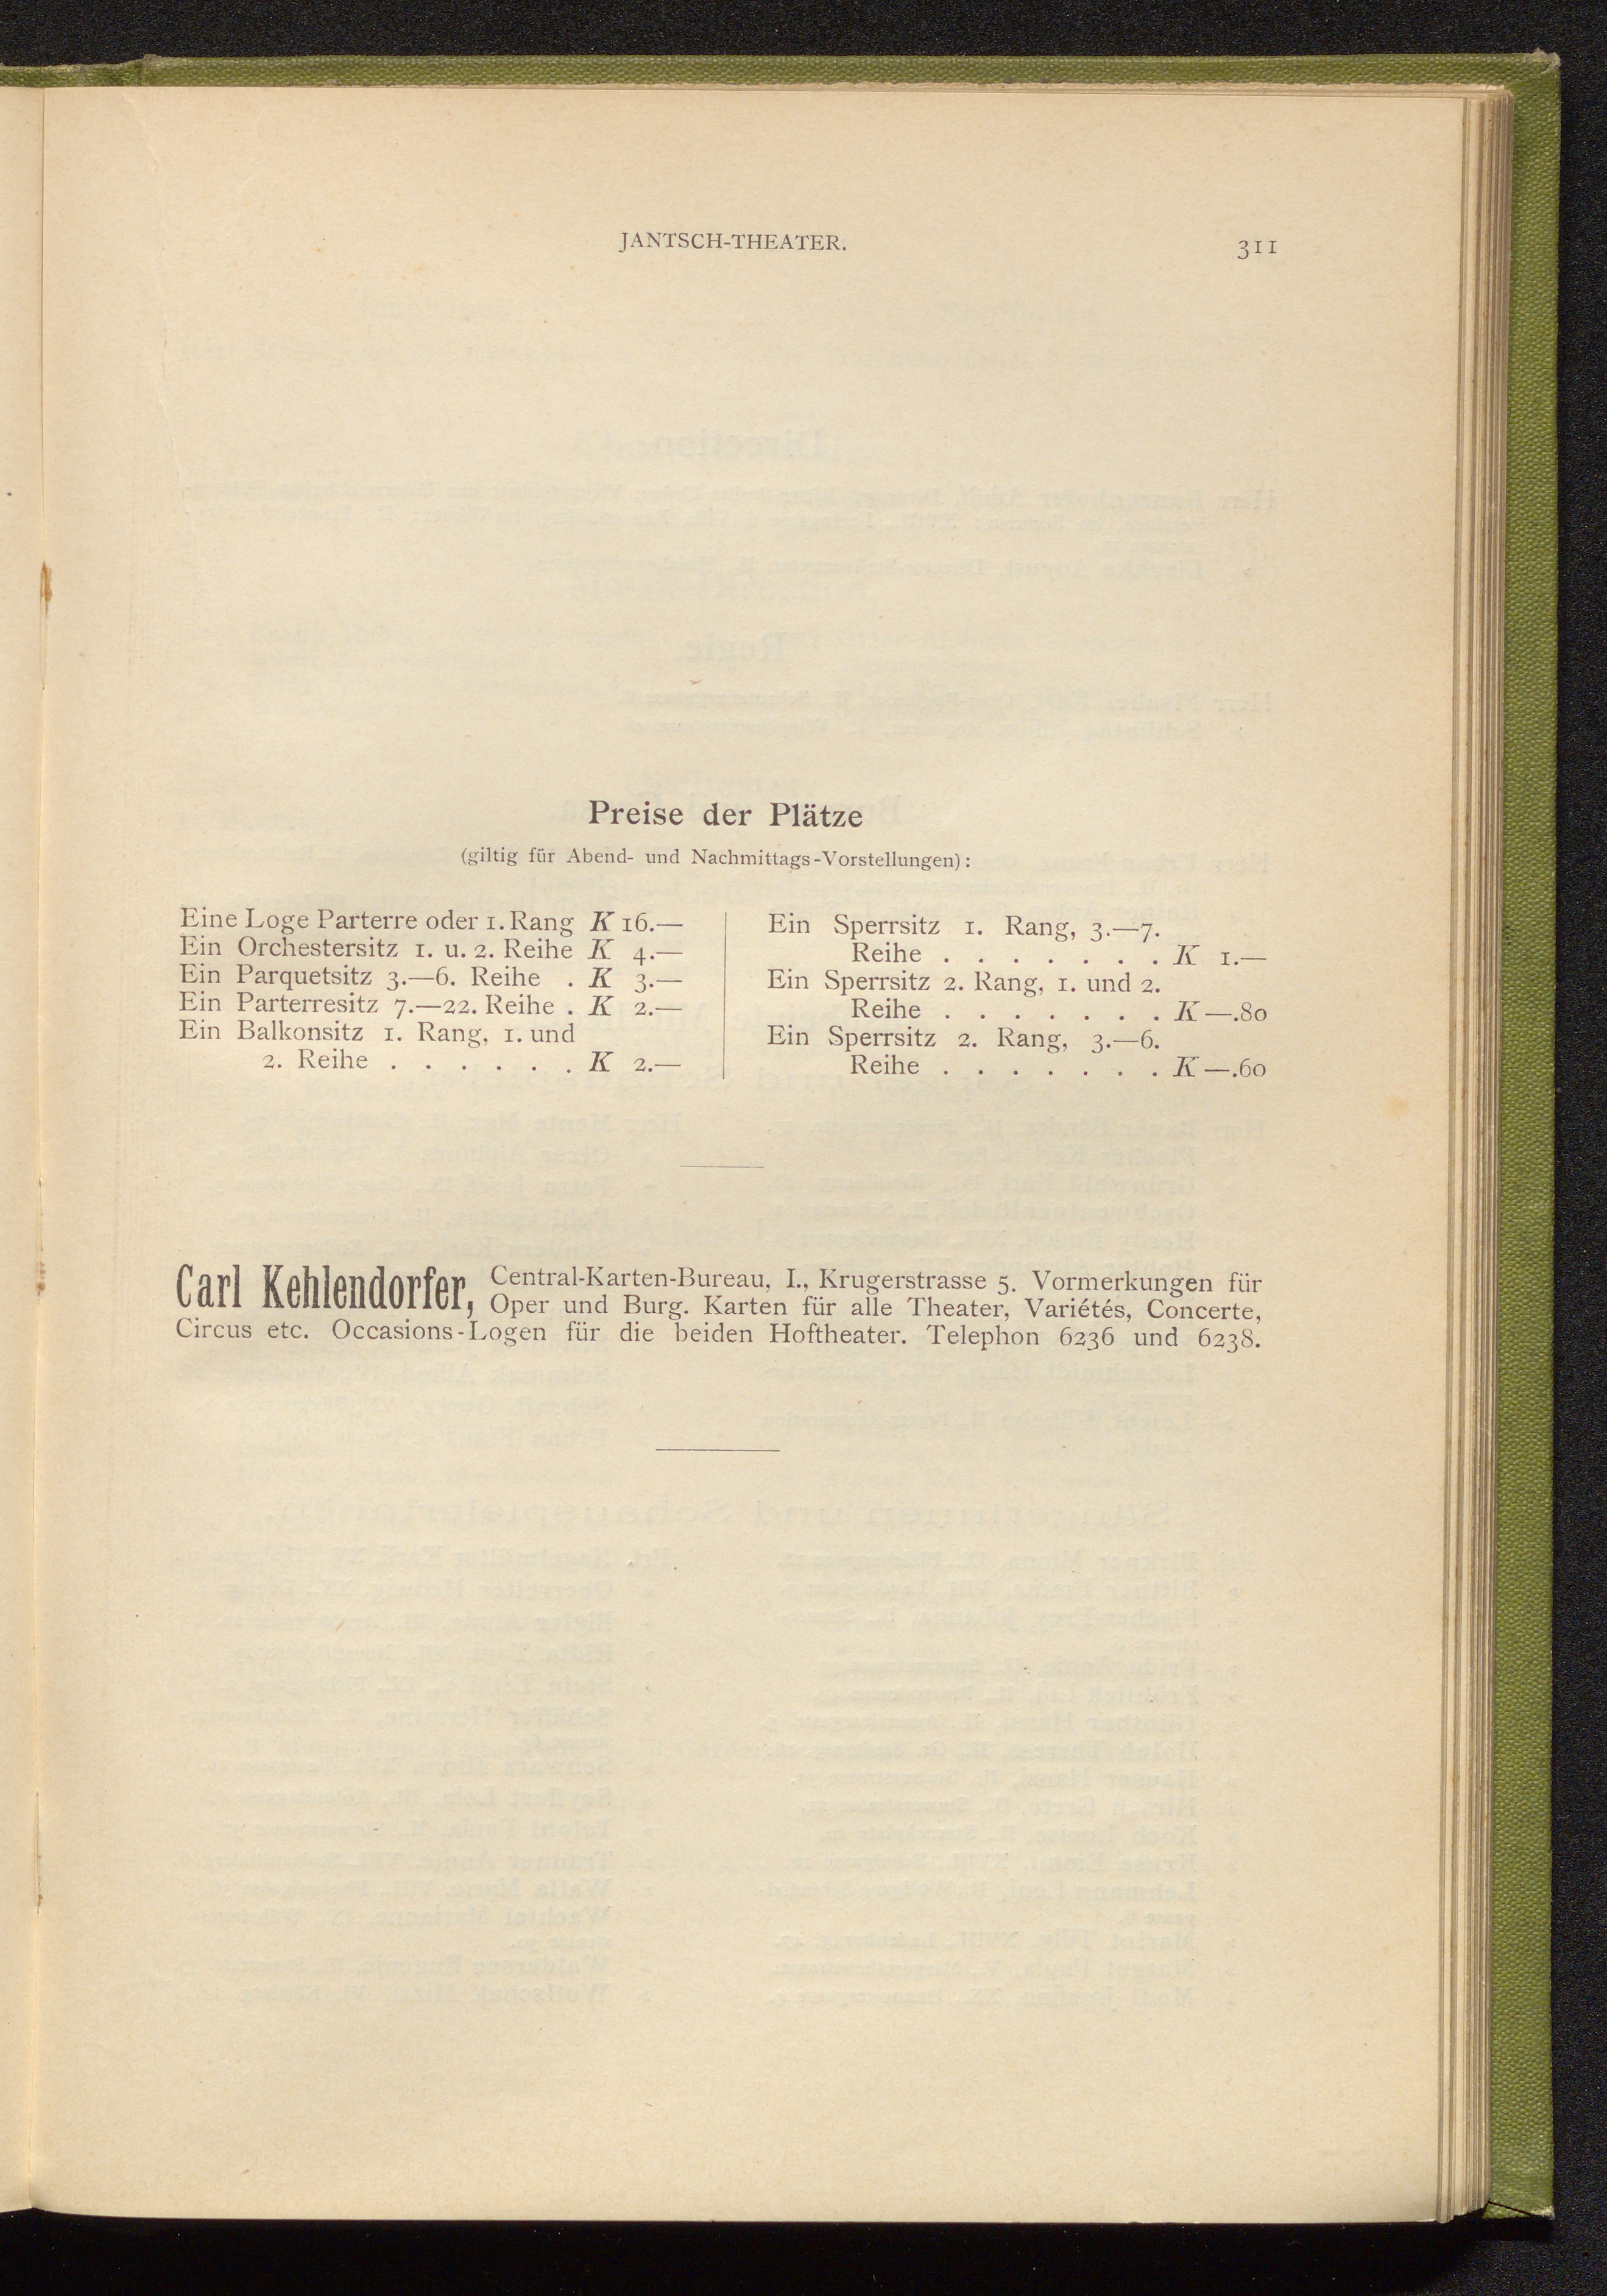 JANTSCH-THEATER.
311
Preise der Plätze
(giltig für Abend- und Nachmittags-Vorstellungen):
Eine Loge Parterre oder 1. Rang K 16.—
Ein Orchestersitz 1. u. 2. Reihe K 4.—
Ein Parquetsitz 3.—6. Reihe . K 3.—
Ein Parterresitz 7.—22. Reihe . K 2.—
Ein Balkonsitz 1. Rang, 1. und
2. Reihe . . . . . . K 2.—
Ein Sperrsitz 1. Rang, 3.—7.
Reihe . . . . . . . K 1.—
Ein Sperrsitz 2. Rang, 1. und 2.
Reihe . . . . . . . K —.80
Ein Sperrsitz 2. Rang, 3.—6.
Reihe . . . . . . . K —.60
Carl Kehlendorfer, Central-Karten-Bureau, I., Krugerstrasse 5. Vormerkungen für
Oper und Burg. Karten für alle Theater, Variétés, Concerte,
Circus etc. Occasions-Logen für die beiden Hoftheater. Telephon 6236 und 6238.